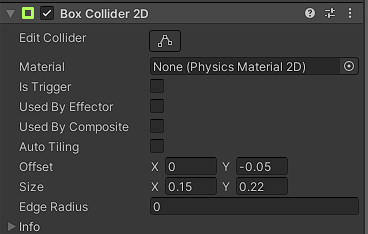 Box Collider 2D
Edit Collider
Material None (Physics Material 2D)
Is Trigger
Used By Effector
Used By Composite
Auto Tiling
Offset X 0 Y -0.05
Size X 0.15 Y 0.22
Edge Radius 0
Info